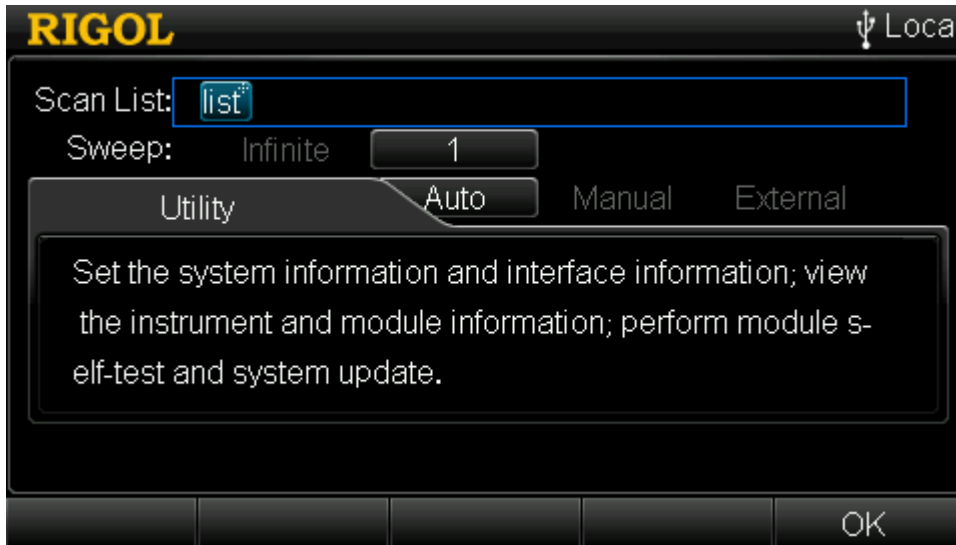 RIGOL Loca
Scan List: list
Sweep: Infinite 1
Utility Auto Manual External
Set the system information and interface information; view
the instrument and module information; perform module s-
elf-test and system update.
OK